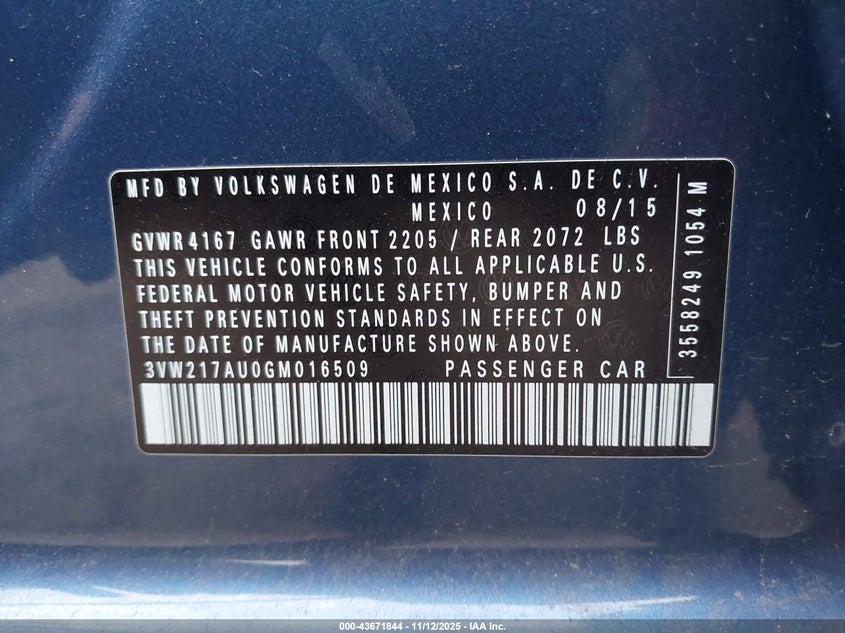 MFD BY VOLKSWAGEN DE MEXICO S.A. DE C.V.
MEXICO 08/15
GVWR 4167 GAWR FRONT 2205 / REAR 2072 LBS
THIS VEHICLE CONFORMS TO ALL APPLICABLE U.S.
FEDERAL MOTOR VEHICLE SAFETY, BUMPER AND
THEFT PREVENTION STANDARDS IN EFFECT ON
THE DATE OF MANUFACTURE SHOWN ABOVE.
3VW217AU0GM016509 PASSENGER CAR
3558249 1054 M
000-43671844 - 11/12/2025 - IAA Inc.